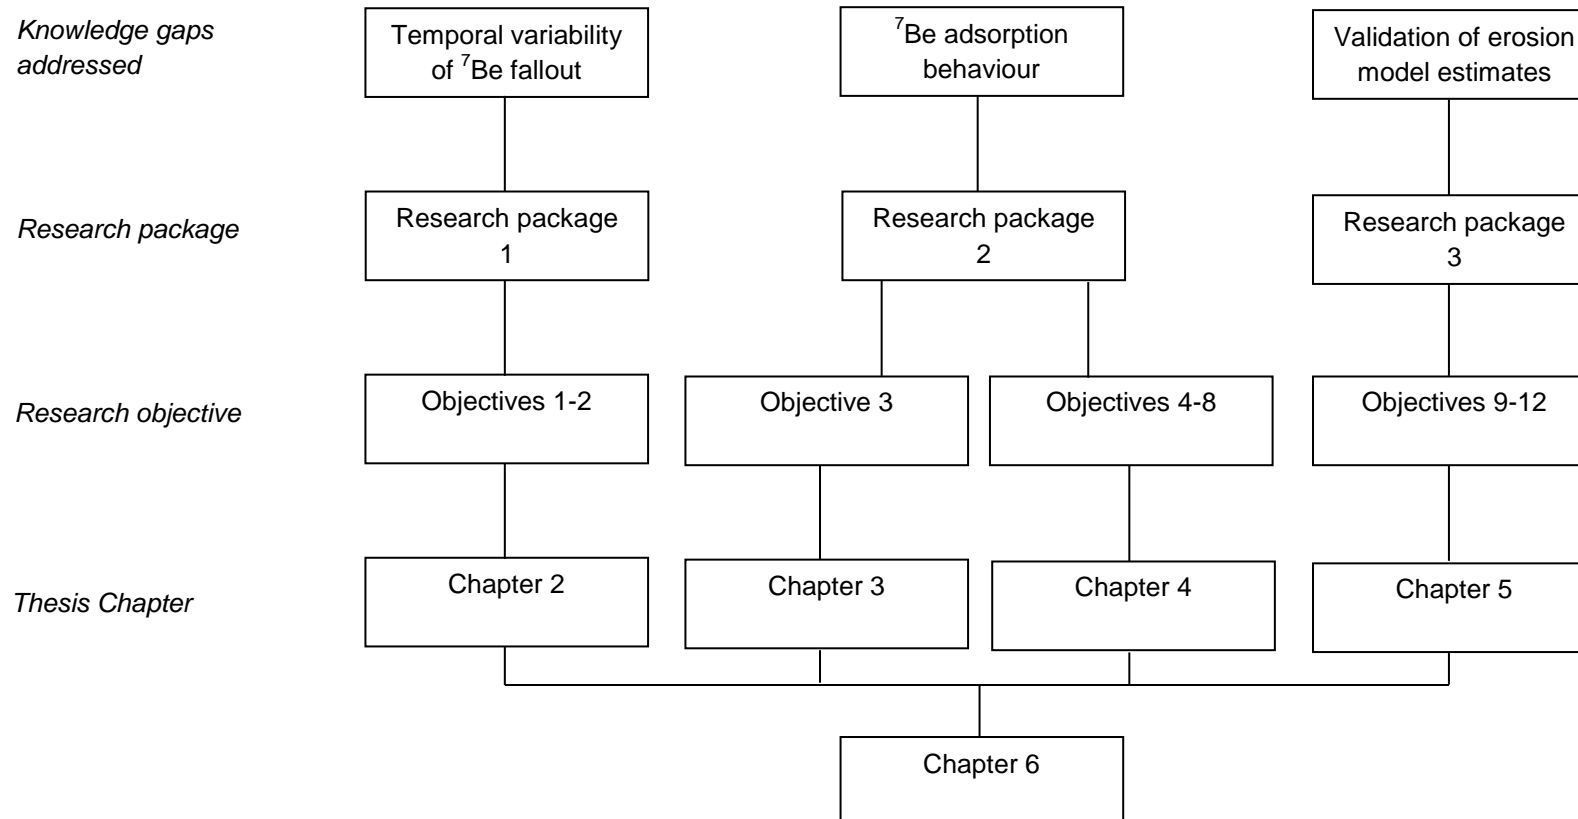 Knowledge gaps
addressed
Temporal variability
of ⁷Be fallout
⁷Be adsorption
behaviour
Validation of erosion
model estimates
Research package
Research package
1
Research package
2
Research package
3
Research objective
Objectives 1-2
Objective 3
Objectives 4-8
Objectives 9-12
Thesis Chapter
Chapter 2
Chapter 3
Chapter 4
Chapter 5
Chapter 6